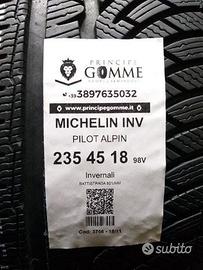 PRINCIPE
GOMME
+39 3897635032
www.principegomme.it
MICHELIN INV
PILOT ALPIN
235 45 18 98V
Invernali
subito